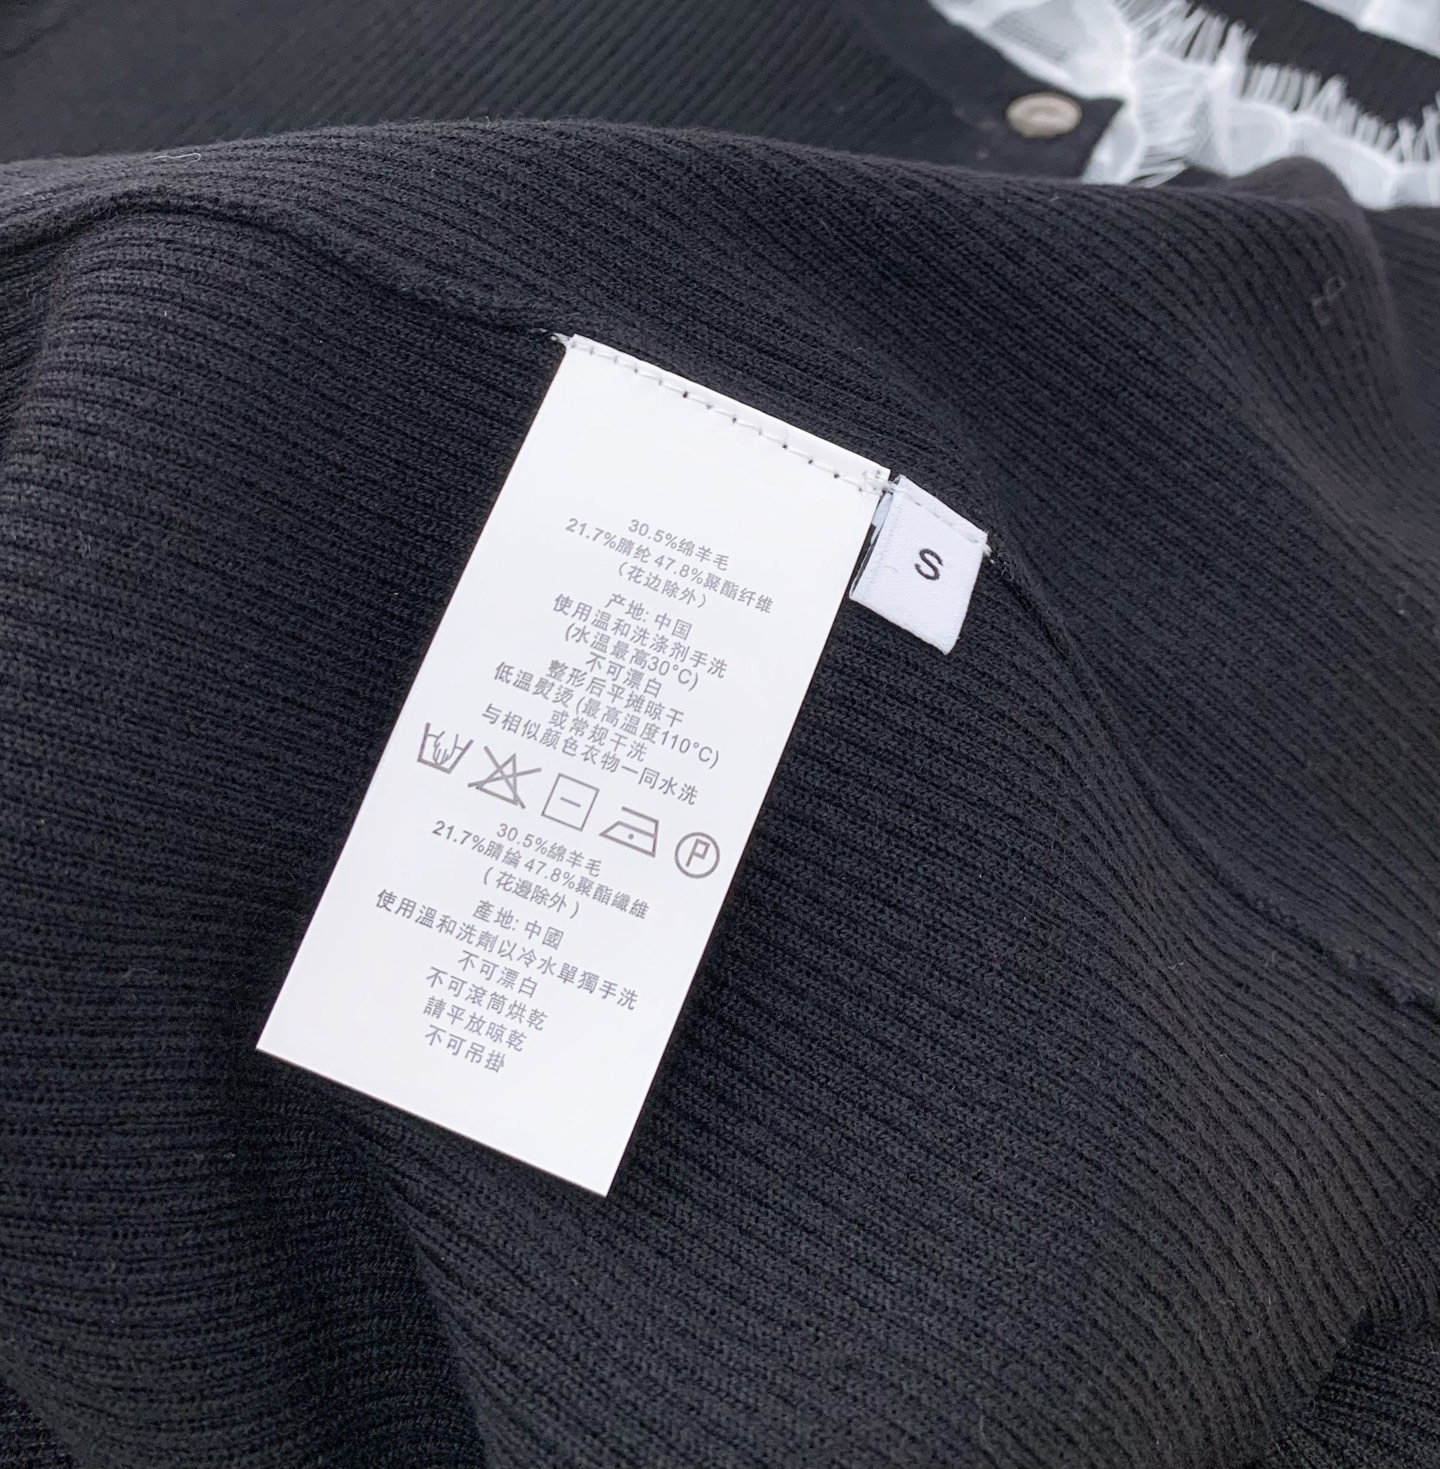 30.5%绵羊毛
21.7%腈纶 47.8%聚酯纤维
（花边除外）
产地: 中国
使用温和洗涤剂手洗
(水温最高30°C)
不可漂白
整形后平摊晾干
低温熨烫(最高温度110°C)
或常规干洗
与相似颜色衣物一同水洗
P
30.5%綿羊毛
21.7%腈綸 47.8%聚酯纖維
( 花邊除外 )
產地: 中國
使用溫和洗劑以冷水單獨手洗
不可漂白
不可滾筒烘乾
請平放晾乾
不可吊掛
S